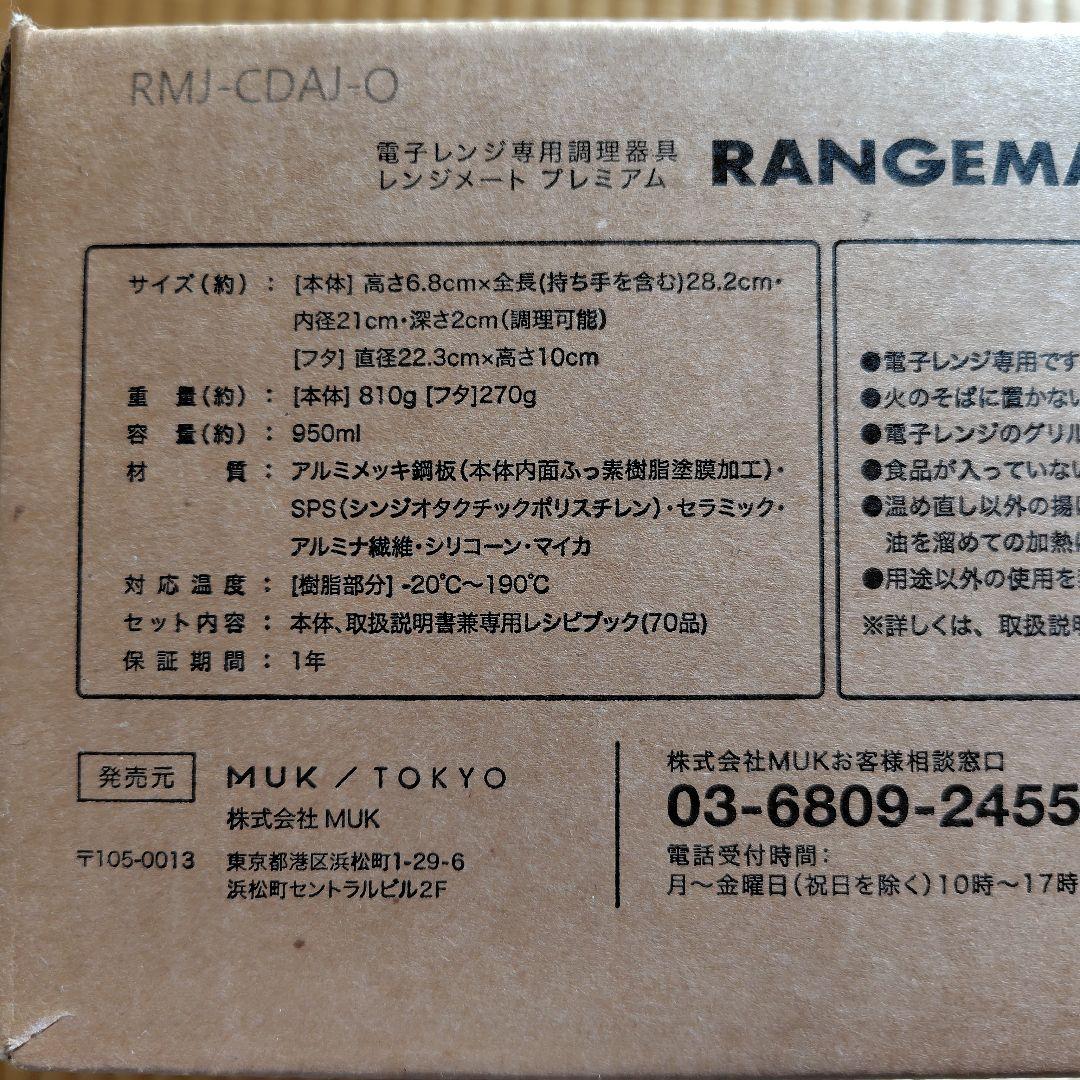 RMJ-CDAJ-O
電子レンジ専用調理器具
レンジメート プレミアム
RANGEMA
サイズ(約): [本体] 高さ6.8cm×全長(持ち手を含む)28.2cm・
内径21cm・深さ2cm(調理可能)
[フタ] 直径22.3cm×高さ10cm
重量(約): [本体] 810g [フタ]270g
容量(約): 950ml
材質: アルミメッキ鋼板(本体内面ふっ素樹脂塗膜加工)・
SPS(シンジオタクチックポリスチレン)・セラミック・
アルミナ繊維・シリコーン・マイカ
対応温度: [樹脂部分] -20℃〜190℃
セット内容: 本体、取扱説明書兼専用レシピブック(70品)
保証期間: 1年
●電子レンジ専用です
●火のそばに置かない
●電子レンジのグリル
●食品が入っていない
●温め直し以外の揚げ
油を溜めての加熱は
●用途以外の使用を
※詳しくは、取扱説明
発売元 MUK / TOKYO
株式会社 MUK
〒105-0013 東京都港区浜松町1-29-6
浜松町セントラルビル2F
株式会社MUKお客様相談窓口
03-6809-2455
電話受付時間:
月〜金曜日(祝日を除く)10時〜17時